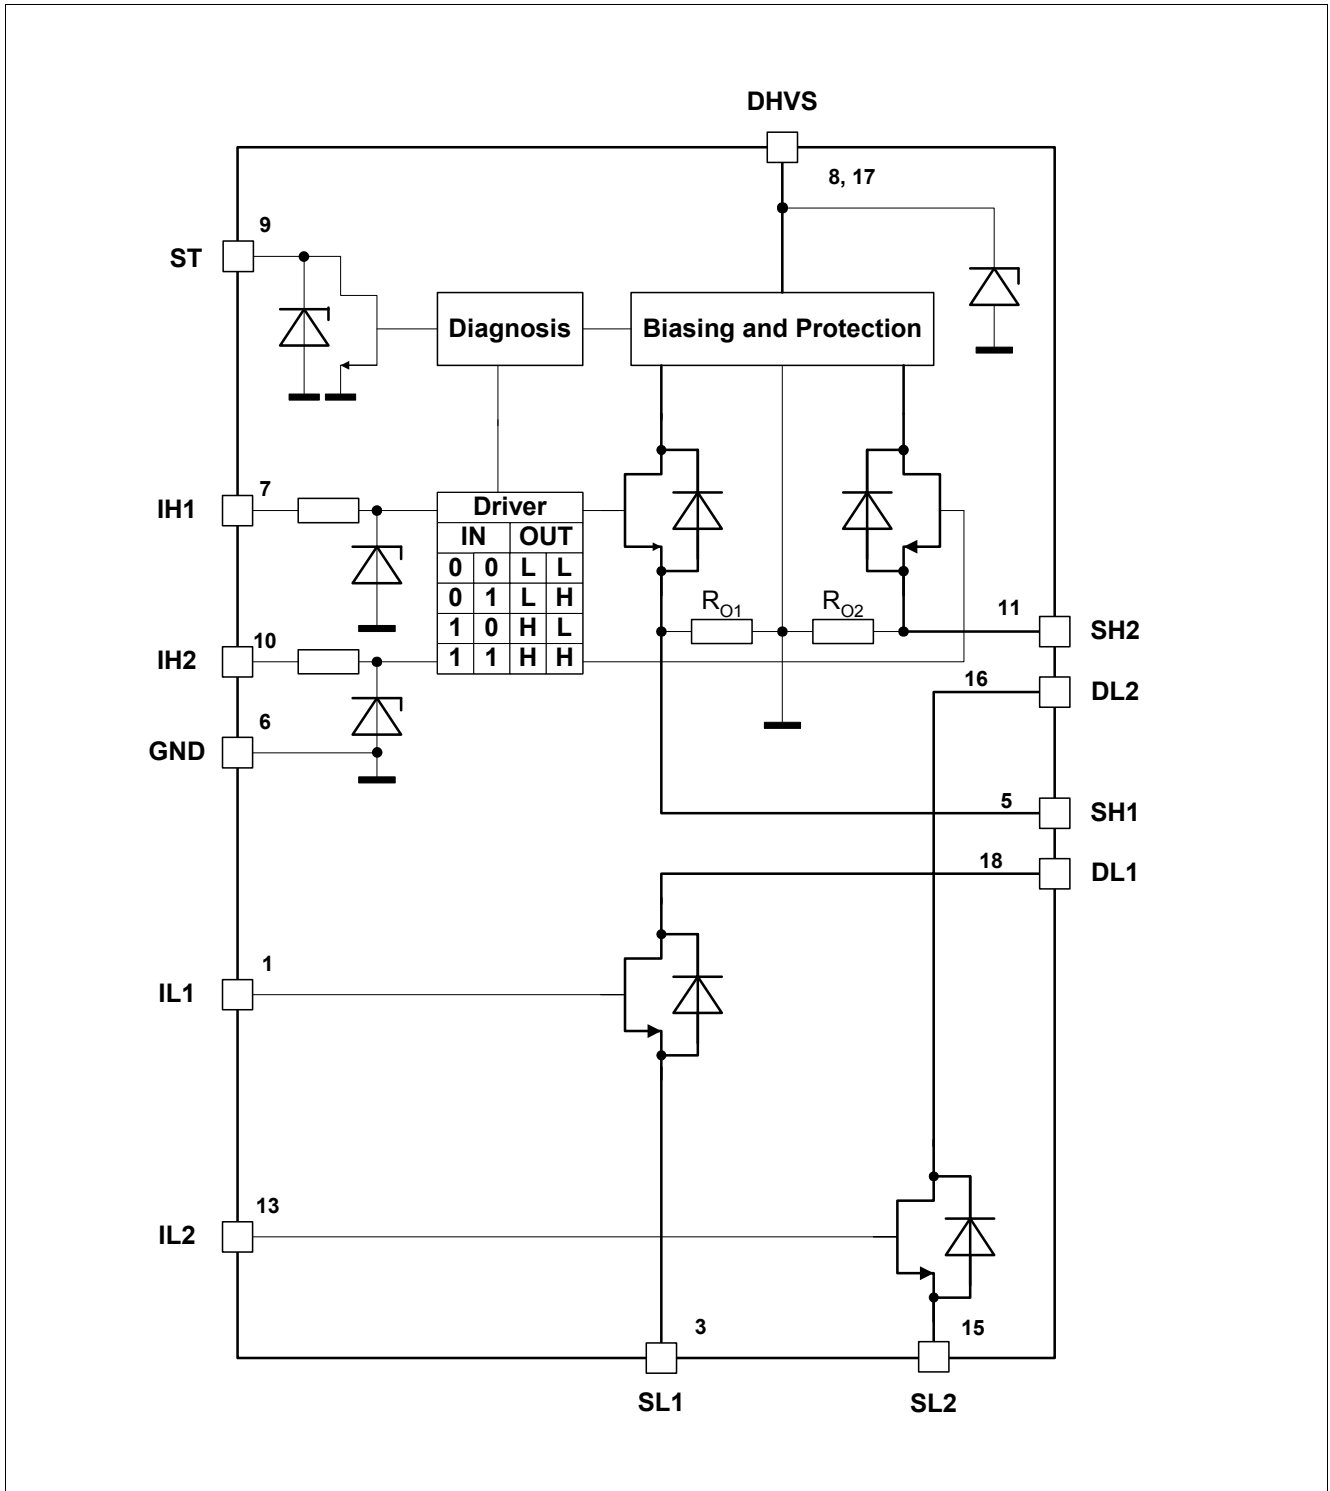 DHVS
8, 17
9
ST
Diagnosis
Biasing and Protection
7
IH1
Driver
IN OUT
0 0 L L
0 1 L H
1 0 H L
1 1 H H
RO1
RO2
11
SH2
10
IH2
16
DL2
6
GND
5
SH1
18
DL1
1
IL1
13
IL2
3
15
SL1
SL2